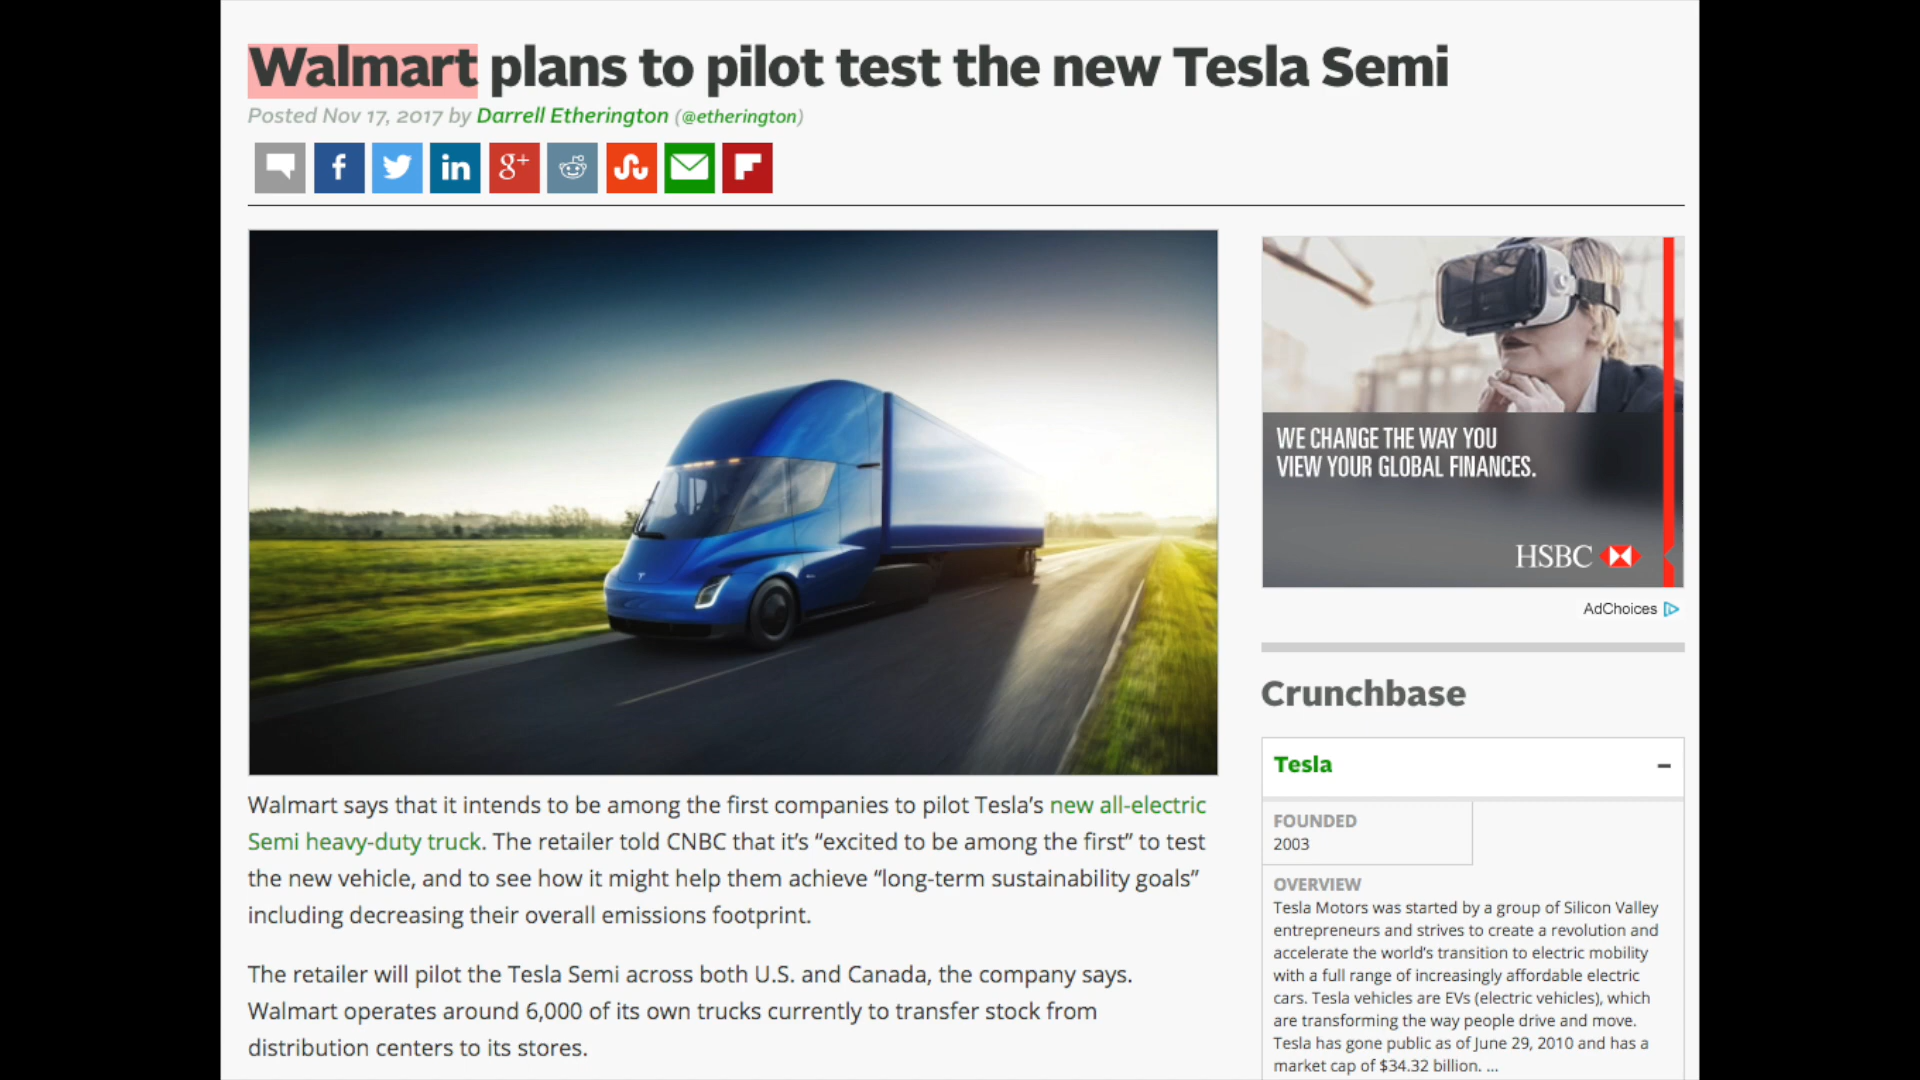 Walmart plans to pilot test the new Tesla Semi
Posted Nov 17, 2017 by Darrell Etherington (@etherington)
f
in
g+
Walmart says that it intends to be among the first companies to pilot Tesla’s new all-electric
Semi heavy-duty truck. The retailer told CNBC that it’s “excited to be among the first” to test
the new vehicle, and to see how it might help them achieve “long-term sustainability goals”
including decreasing their overall emissions footprint.
The retailer will pilot the Tesla Semi across both U.S. and Canada, the company says.
Walmart operates around 6,000 of its own trucks currently to transfer stock from
distribution centers to its stores.
WE CHANGE THE WAY YOU
VIEW YOUR GLOBAL FINANCES.
HSBC
AdChoices
Crunchbase
Tesla
FOUNDED
2003
OVERVIEW
Tesla Motors was started by a group of Silicon Valley
entrepreneurs and strives to create a revolution and
accelerate the world’s transition to electric mobility
with a full range of increasingly affordable electric
cars. Tesla vehicles are EVs (electric vehicles), which
are transforming the way people drive and move.
Tesla has gone public as of June 29, 2010 and has a
market cap of $34.32 billion. ...